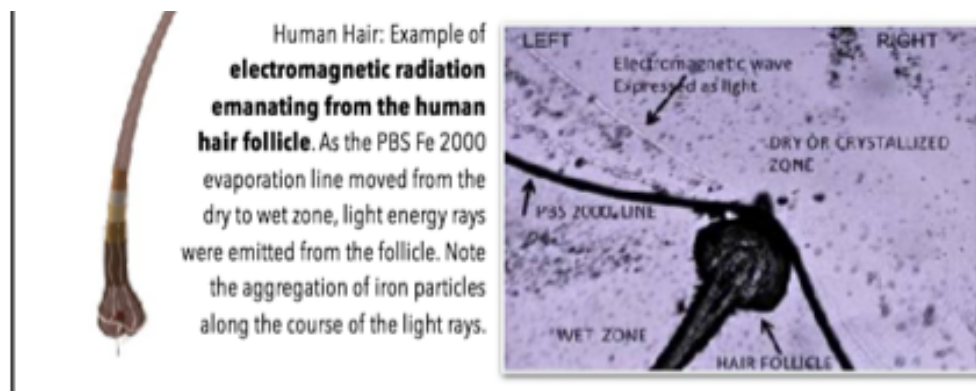 Human Hair: Example of
electromagnetic radiation
emanating from the human
hair follicle. As the PBS Fe 2000
evaporation line moved from the
dry to wet zone, light energy rays
were emitted from the follicle. Note
the aggregation of iron particles
along the course of the light rays.
LEFT
RIGHT
Electromagnetic wave
Expressed as light.
DRY OR CRYSTALLIZED
ZONE
PBS 2000 LINE
WET ZONE
HAIR FOLLICLE